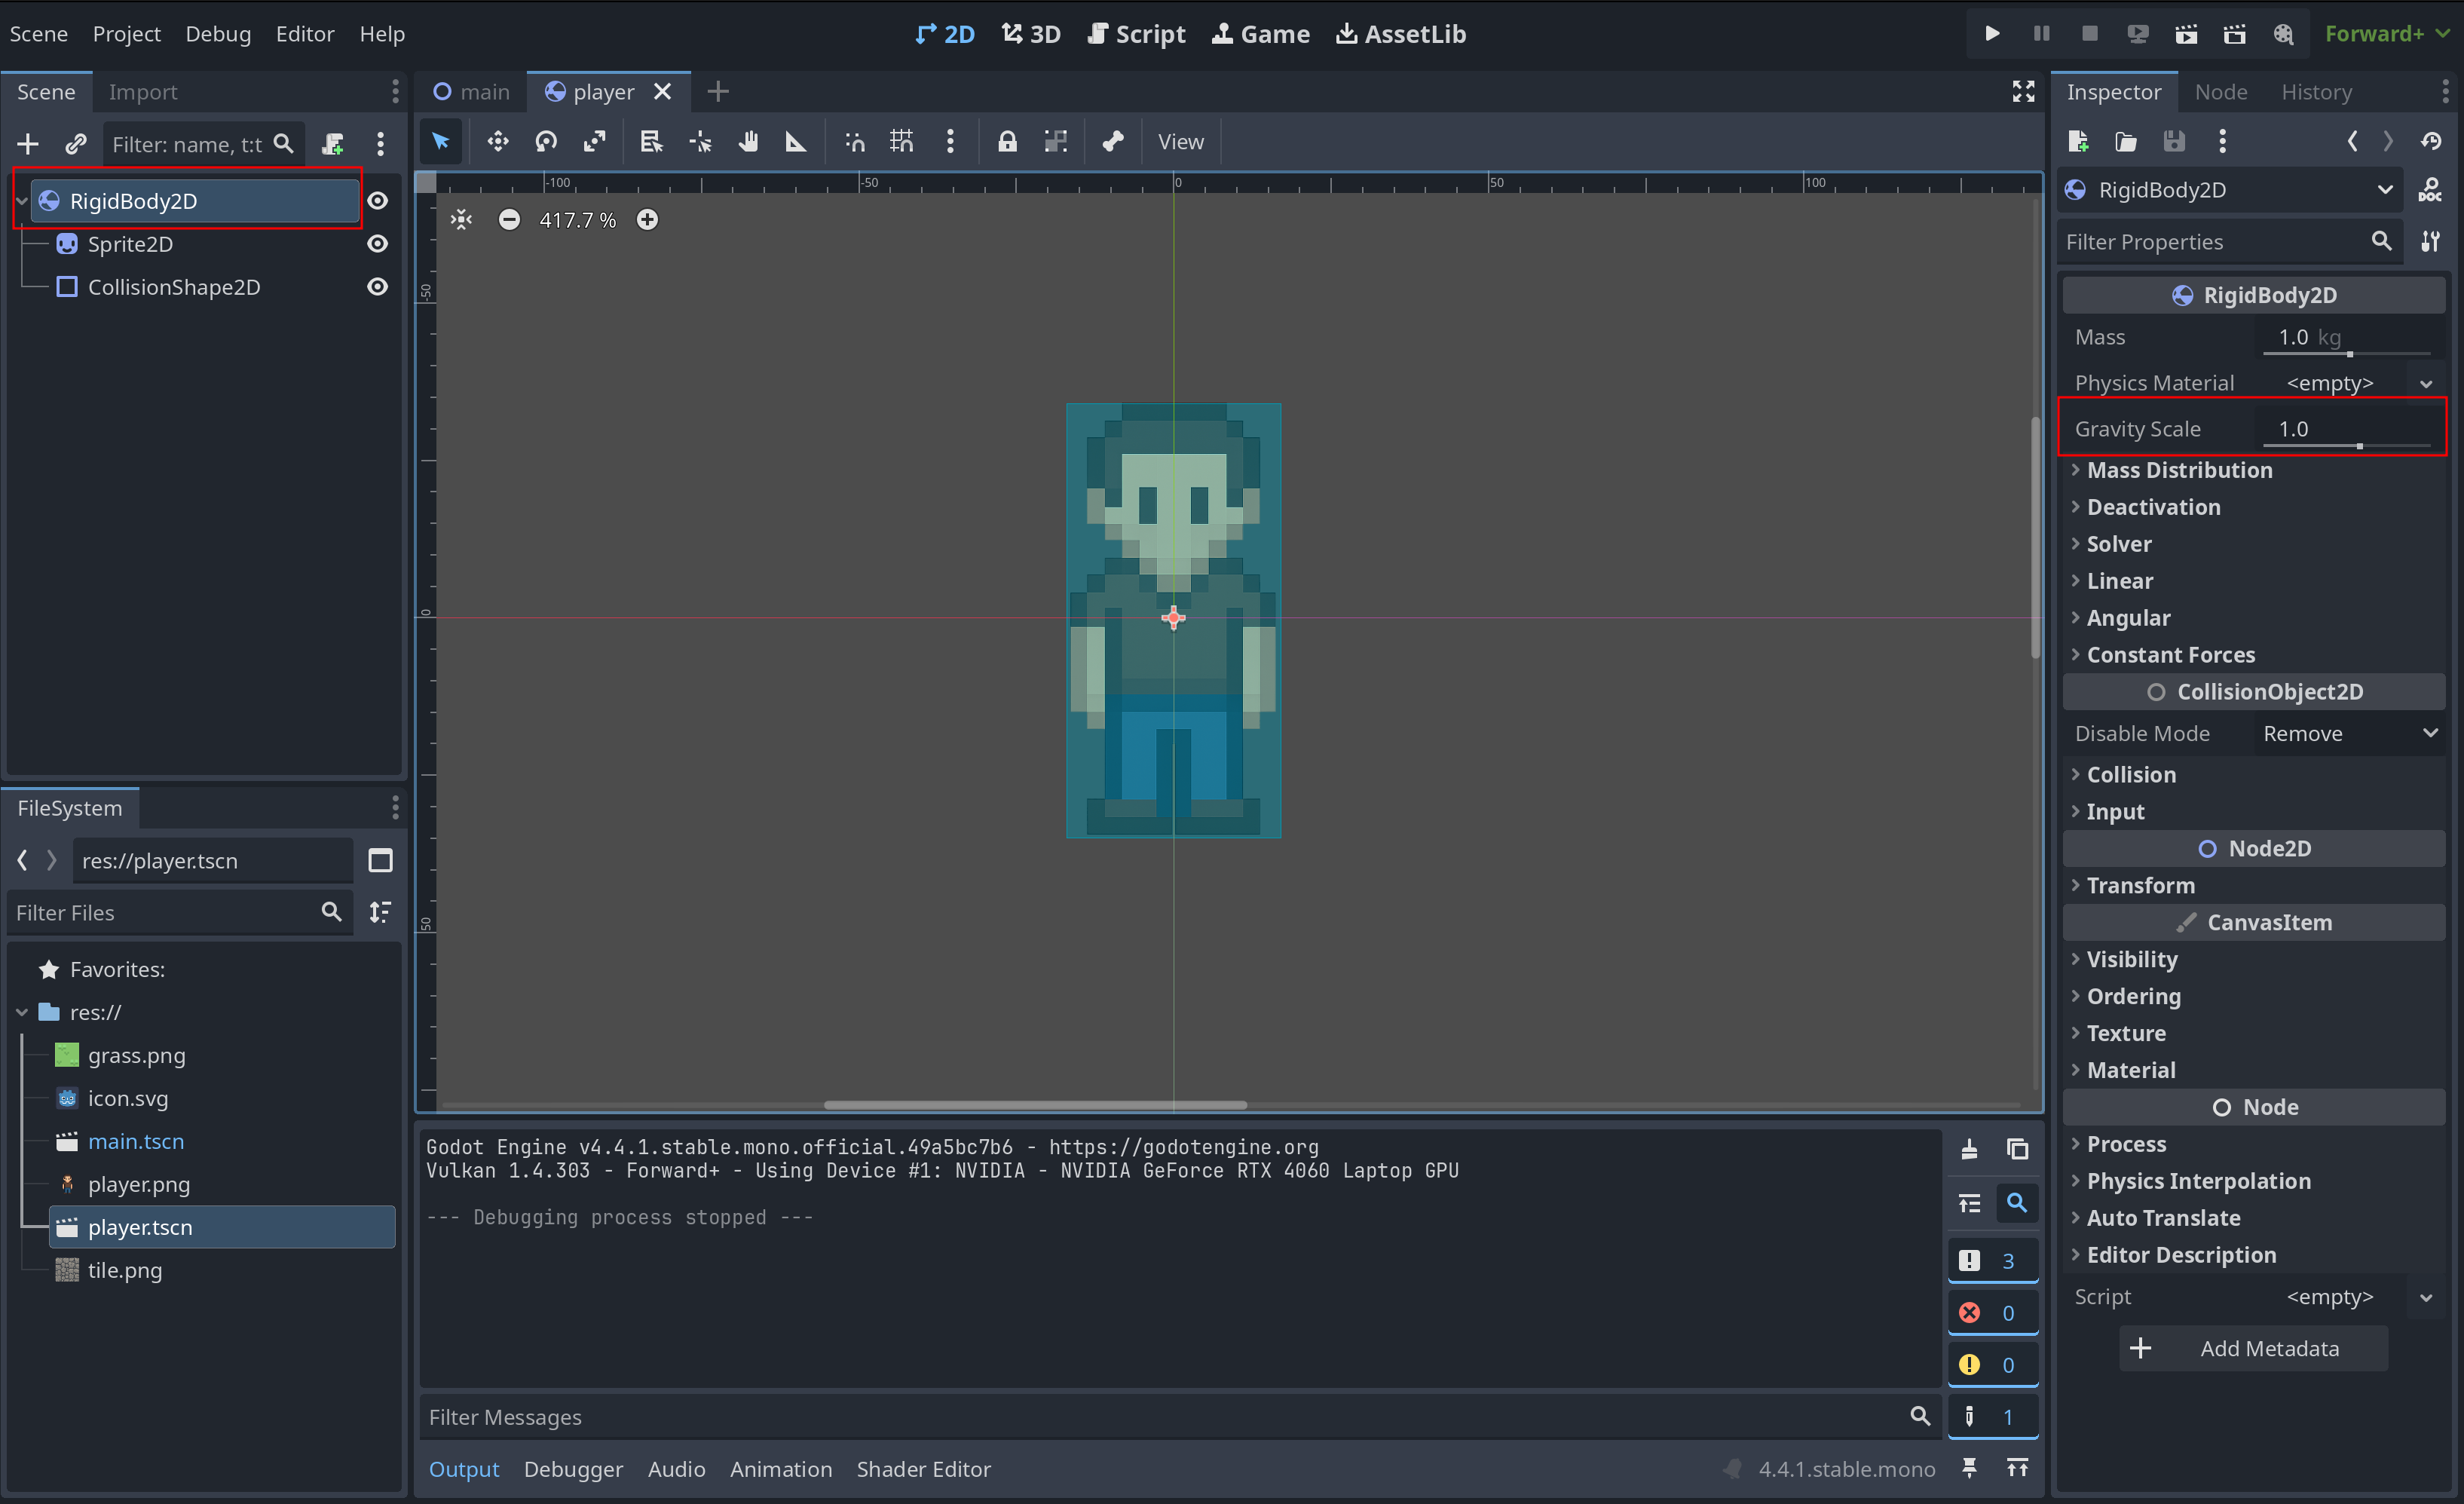 Scene Project Debug Editor Help
2D 3D Script Game AssetLib
Forward+
Scene Import
Filter: name, t:t
RigidBody2D
Sprite2D
CollisionShape2D
FileSystem
res://player.tscn
Filter Files
Favorites:
res://
grass.png
icon.svg
main.tscn
player.png
player.tscn
tile.png
main player
View
-100 -50 0 50 100
417.7 %
-50
0
50
Godot Engine v4.4.1.stable.mono.official.49a5bc7b6 - https://godotengine.org
Vulkan 1.4.303 - Forward+ - Using Device #1: NVIDIA - NVIDIA GeForce RTX 4060 Laptop GPU
--- Debugging process stopped ---
3
0
0
1
Filter Messages
Output Debugger Audio Animation Shader Editor
4.4.1.stable.mono
Inspector Node History
RigidBody2D
DOC
Filter Properties
RigidBody2D
Mass 1.0 kg
Physics Material <empty>
Gravity Scale 1.0
Mass Distribution
Deactivation
Solver
Linear
Angular
Constant Forces
CollisionObject2D
Disable Mode Remove
Collision
Input
Node2D
Transform
CanvasItem
Visibility
Ordering
Texture
Material
Node
Process
Physics Interpolation
Auto Translate
Editor Description
Script <empty>
Add Metadata